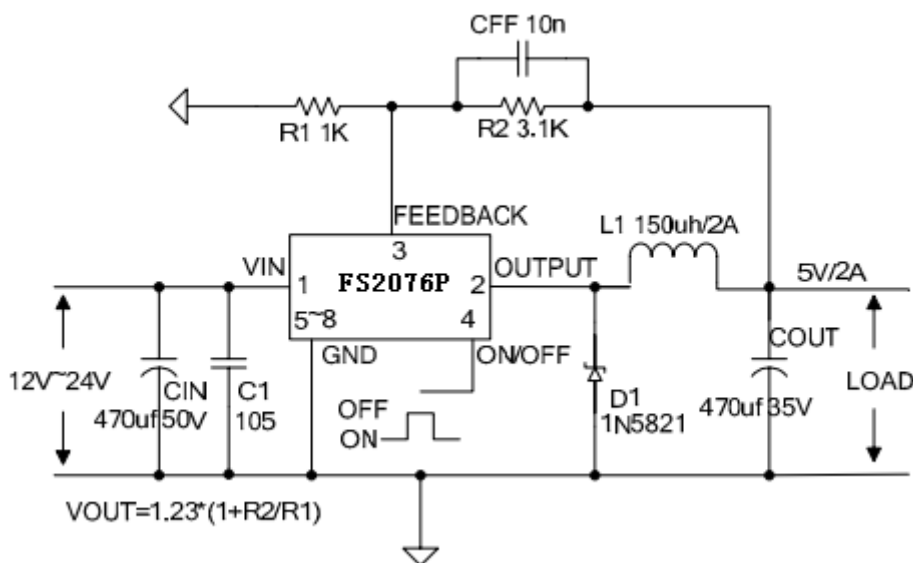 CFF 10n
R1 1K
R2 3.1K
FEEDBACK
L1 150uh/2A
3
VIN
OUTPUT
5V/2A
1
FS2076P
2
5~8
4
GND
ON/OFF
COUT
12V~24V
CIN
470uf 50V
C1
105
OFF
ON
D1
1N5821
470uf 35V
LOAD
VOUT=1.23*(1+R2/R1)